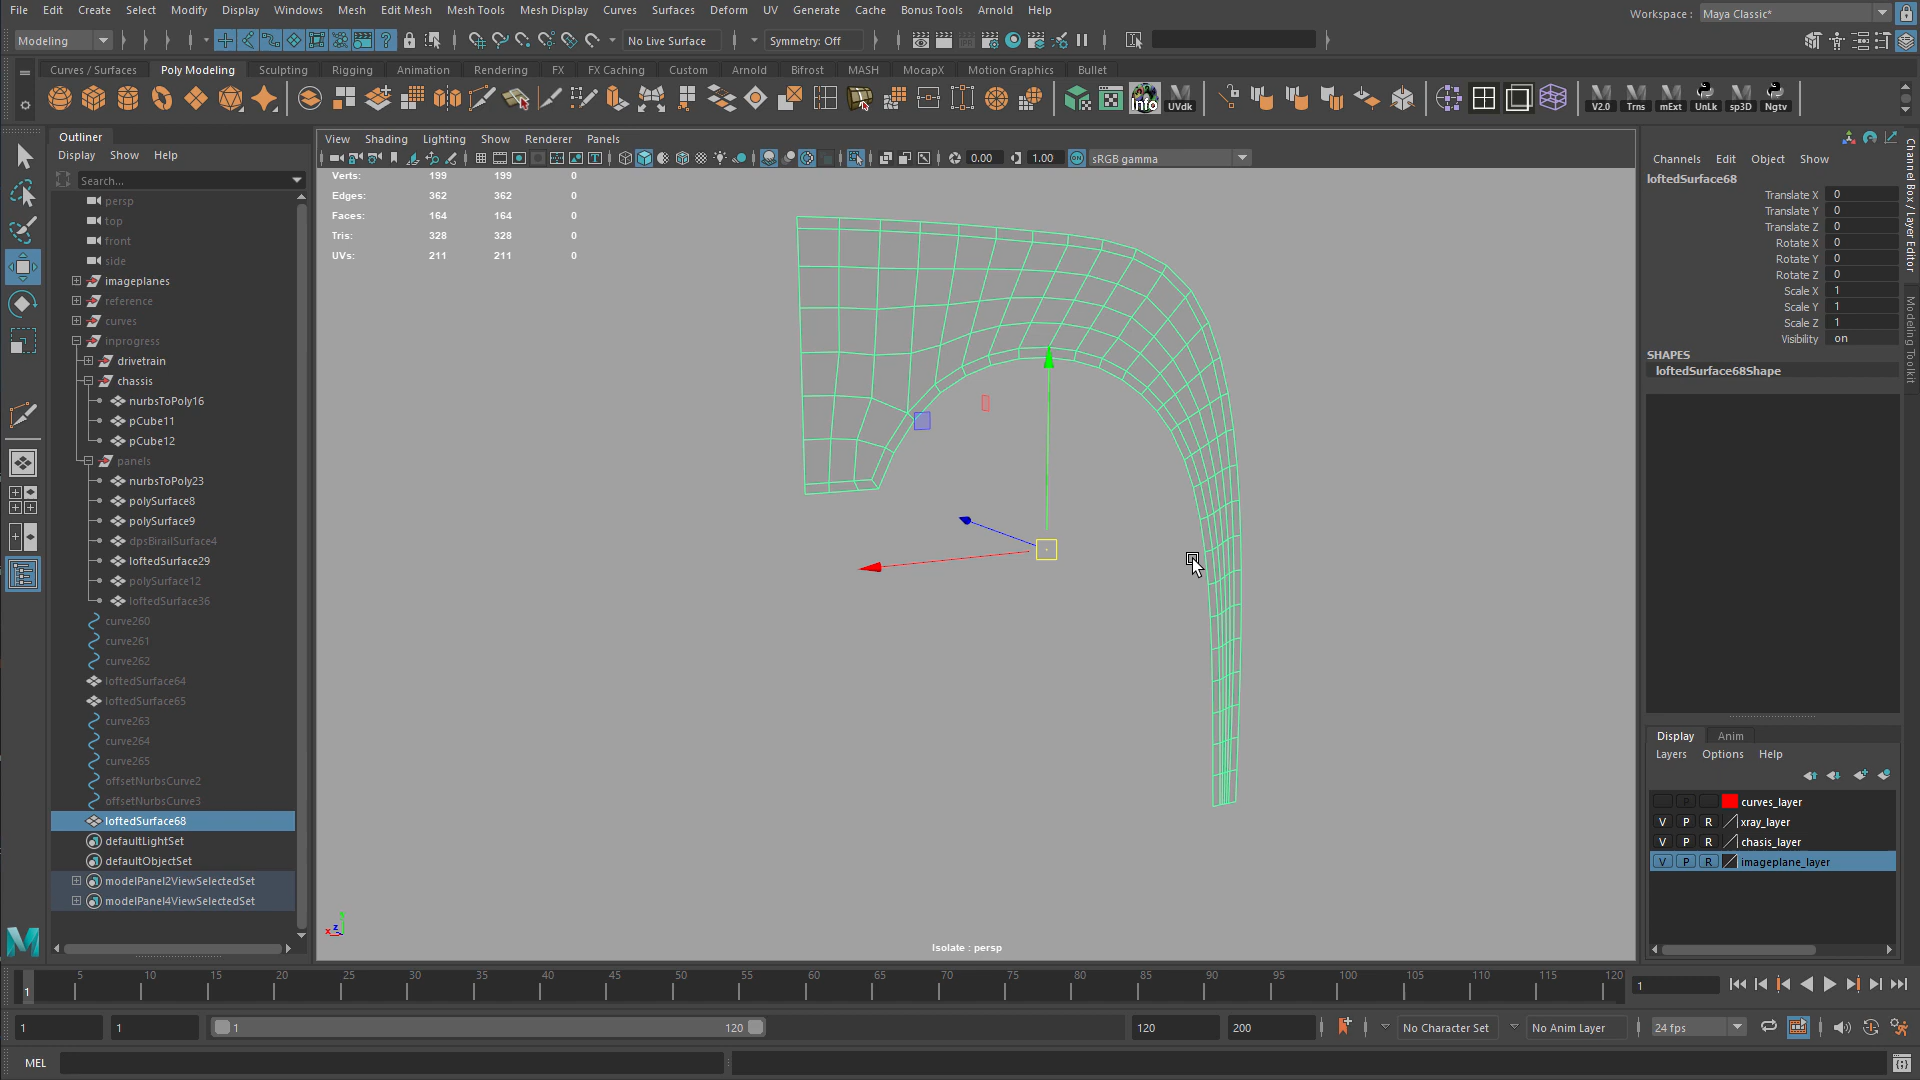 File Edit Create Select Modify Display Windows Mesh Edit Mesh Mesh Tools Mesh Display Curves Surfaces Deform UV Generate Cache Bonus Tools Arnold Help
Workspace : Maya Classic*
Modeling No Live Surface Symmetry: Off
Curves / Surfaces Poly Modeling Sculpting Rigging Animation Rendering FX FX Caching Custom Arnold Bifrost MASH MocapX Motion Graphics Bullet
Info UVdk V2.0 Trns mExt UnLk sp3D Ngtv
Outliner
Display Show Help
Search...
persp
top
front
side
imageplanes
reference
curves
inprogress
drivetrain
chassis
nurbsToPoly16
pCube11
pCube12
panels
nurbsToPoly23
polySurface8
polySurface9
dpsBirailSurface4
loftedSurface29
polySurface12
loftedSurface36
curve260
curve261
curve262
loftedSurface64
loftedSurface65
curve263
curve264
curve265
offsetNurbsCurve2
offsetNurbsCurve3
loftedSurface68
defaultLightSet
defaultObjectSet
modelPanel2ViewSelectedSet
modelPanel4ViewSelectedSet
View Shading Lighting Show Renderer Panels
0.00 1.00 ON sRGB gamma
Verts: 199 199 0
Edges: 362 362 0
Faces: 164 164 0
Tris: 328 328 0
UVs: 211 211 0
Isolate : persp
x z y
Channels Edit Object Show
loftedSurface68
Translate X 0
Translate Y 0
Translate Z 0
Rotate X 0
Rotate Y 0
Rotate Z 0
Scale X 1
Scale Y 1
Scale Z 1
Visibility on
SHAPES
loftedSurface68Shape
Channel Box / Layer Editor
Modeling Toolkit
Display Anim
Layers Options Help
P curves_layer
V P R xray_layer
V P R chasis_layer
V P R imageplane_layer
1 5 10 15 20 25 30 35 40 45 50 55 60 65 70 75 80 85 90 95 100 105 110 115 120
1
1 1 1 120 120 200 No Character Set No Anim Layer 24 fps
MEL